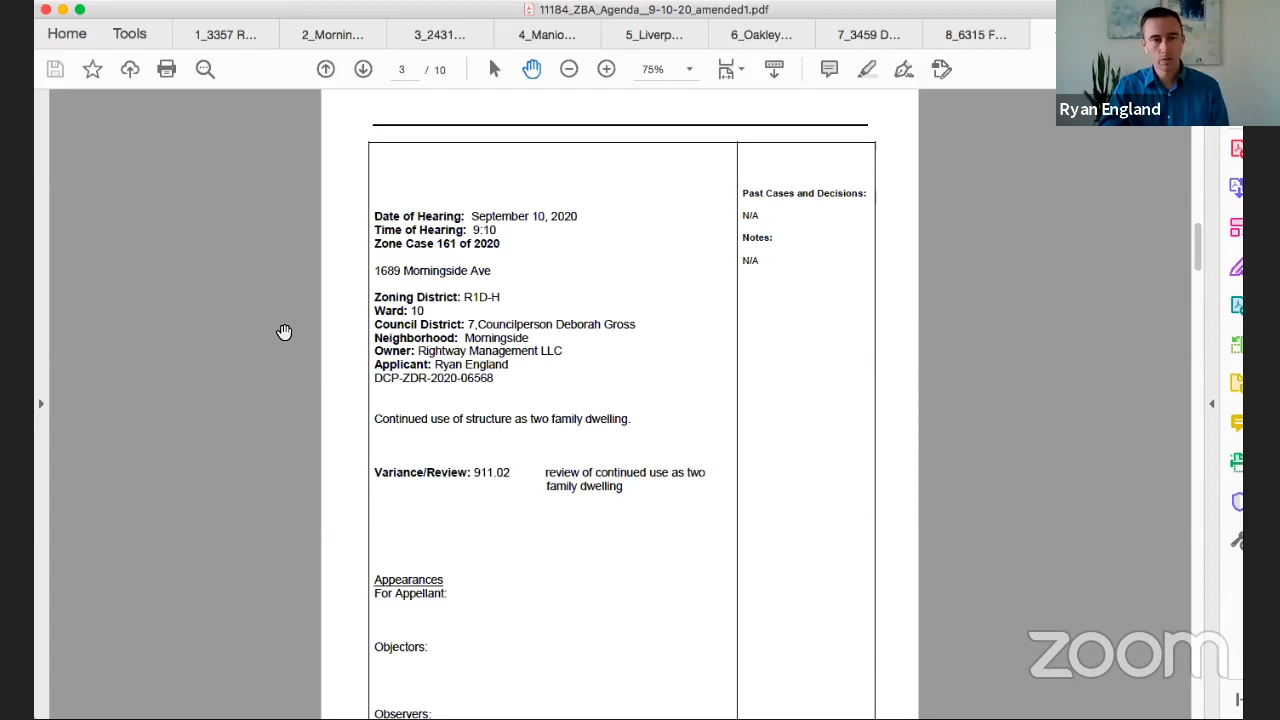 11184_ZBA_Agenda__9-10-20_amended1.pdf
Home
Tools
1_3357 R...
2_Mornin...
3_2431...
4_Manio...
5_Liverp...
6_Oakley...
7_3459 D...
8_6315 F...
3 / 10
75%
Ryan England
Past Cases and Decisions:
N/A
Notes:
N/A
Date of Hearing: September 10, 2020
Time of Hearing: 9:10
Zone Case 161 of 2020
1689 Morningside Ave
Zoning District: R1D-H
Ward: 10
Council District: 7,Councilperson Deborah Gross
Neighborhood: Morningside
Owner: Rightway Management LLC
Applicant: Ryan England
DCP-ZDR-2020-06568
Continued use of structure as two family dwelling.
Variance/Review: 911.02 review of continued use as two
family dwelling
Appearances
For Appellant:
Objectors:
Observers:
zoom